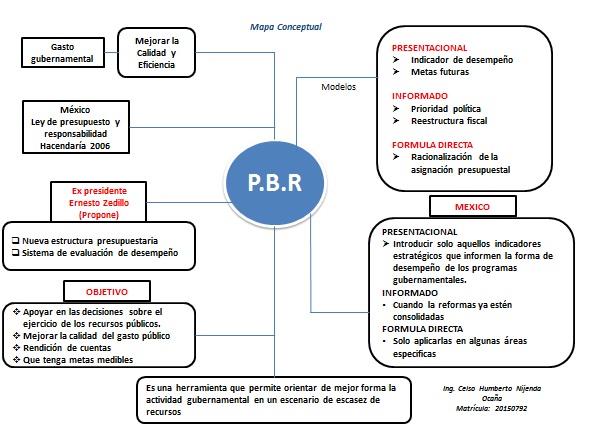 Mapa Conceptual
Gasto
gubernamental
Mejorar la
Calidad y
Eficiencia
México
Ley de presupuesto y
responsabilidad
Hacendaría 2006
Ex presidente
Ernesto Zedillo
(Propone)
❑ Nueva estructura presupuestaria
❑ Sistema de evaluación de desempeño
OBJETIVO
❖ Apoyar en las decisiones sobre el
ejercicio de los recursos públicos.
❖ Mejorar la calidad del gasto público
❖ Rendición de cuentas
❖ Que tenga metas medibles
P.B.R
Modelos
PRESENTACIONAL
➢ Indicador de desempeño
➢ Metas futuras
INFORMADO
➢ Prioridad política
➢ Reestructura fiscal
FORMULA DIRECTA
➢ Racionalización de la
asignación presupuestal
MEXICO
PRESENTACIONAL
➢ Introducir solo aquellos indicadores
estratégicos que informen la forma de
desempeño de los programas
gubernamentales.
INFORMADO
• Cuando la reformas ya estén
consolidadas
FORMULA DIRECTA
• Solo aplicarlas en algunas áreas
especificas
Es una herramienta que permite orientar de mejor forma la
actividad gubernamental en un escenario de escasez de
recursos
Ing. Celso Humberto Nijenda
Ocaña
Matrícula: 20150792